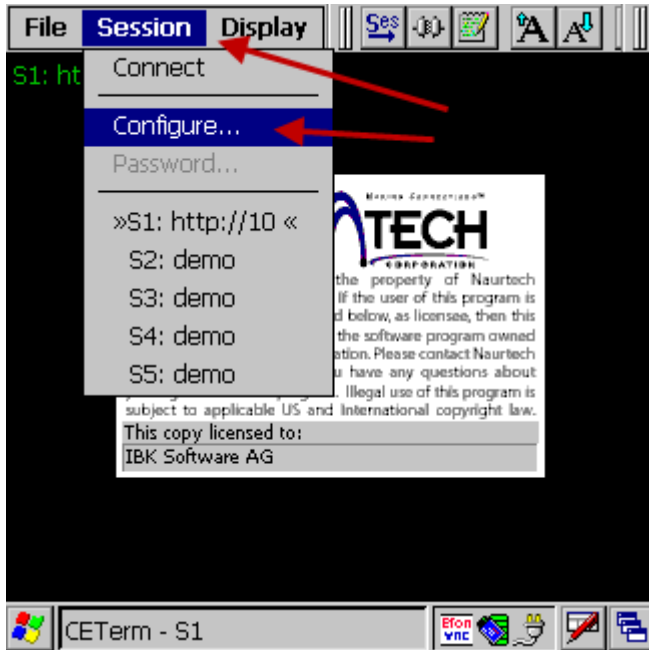 File Session Display Ses A A
S1: ht
Connect
Configure...
Password...
»S1: http://10 «
S2: demo
S3: demo
S4: demo
S5: demo
MAKING CONNECTIONS™
TECH
CORPORATION
the property of Naurtech
If the user of this program is
d below, as licensee, then this
the software program owned
ation. Please contact Naurtech
u have any questions about
. Illegal use of this program is
subject to applicable US and International copyright law.
This copy licensed to:
IBK Software AG
CETerm - S1
Efon
VNC